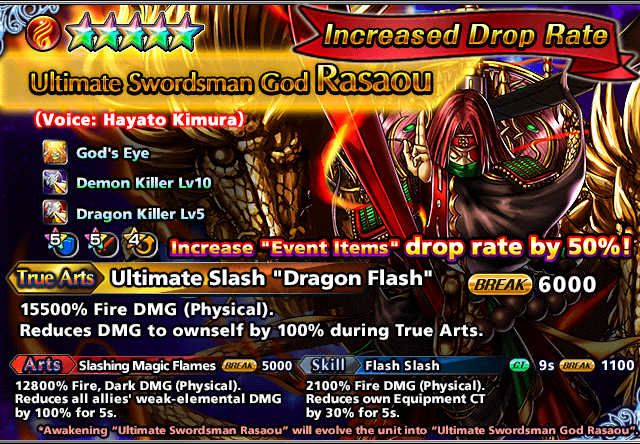 Increased Drop Rate
Ultimate Swordsman God Rasaou
(Voice: Hayato Kimura)
God's Eye
Demon Killer Lv10
Dragon Killer Lv5
5 5 4
Increase "Event Items" drop rate by 50%!
True Arts Ultimate Slash "Dragon Flash" BREAK 6000
15500% Fire DMG (Physical).
Reduces DMG to ownself by 100% during True Arts.
Arts Slashing Magic Flames BREAK 5000
12800% Fire, Dark DMG (Physical).
Reduces all allies' weak-elemental DMG
by 100% for 5s.
Skill Flash Slash CT 9s BREAK 1100
2100% Fire DMG (Physical).
Reduces own Equipment CT
by 30% for 5s.
*Awakening "Ultimate Swordsman Rasaou" will evolve the unit into "Ultimate Swordsman God Rasaou"